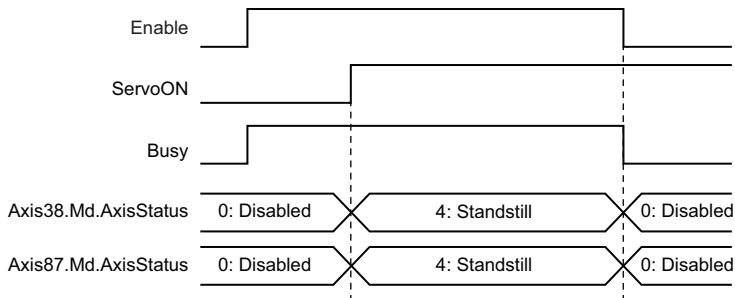 Enable
ServoON
Busy
Axis38.Md.AxisStatus 0: Disabled 4: Standstill 0: Disabled
Axis87.Md.AxisStatus 0: Disabled 4: Standstill 0: Disabled